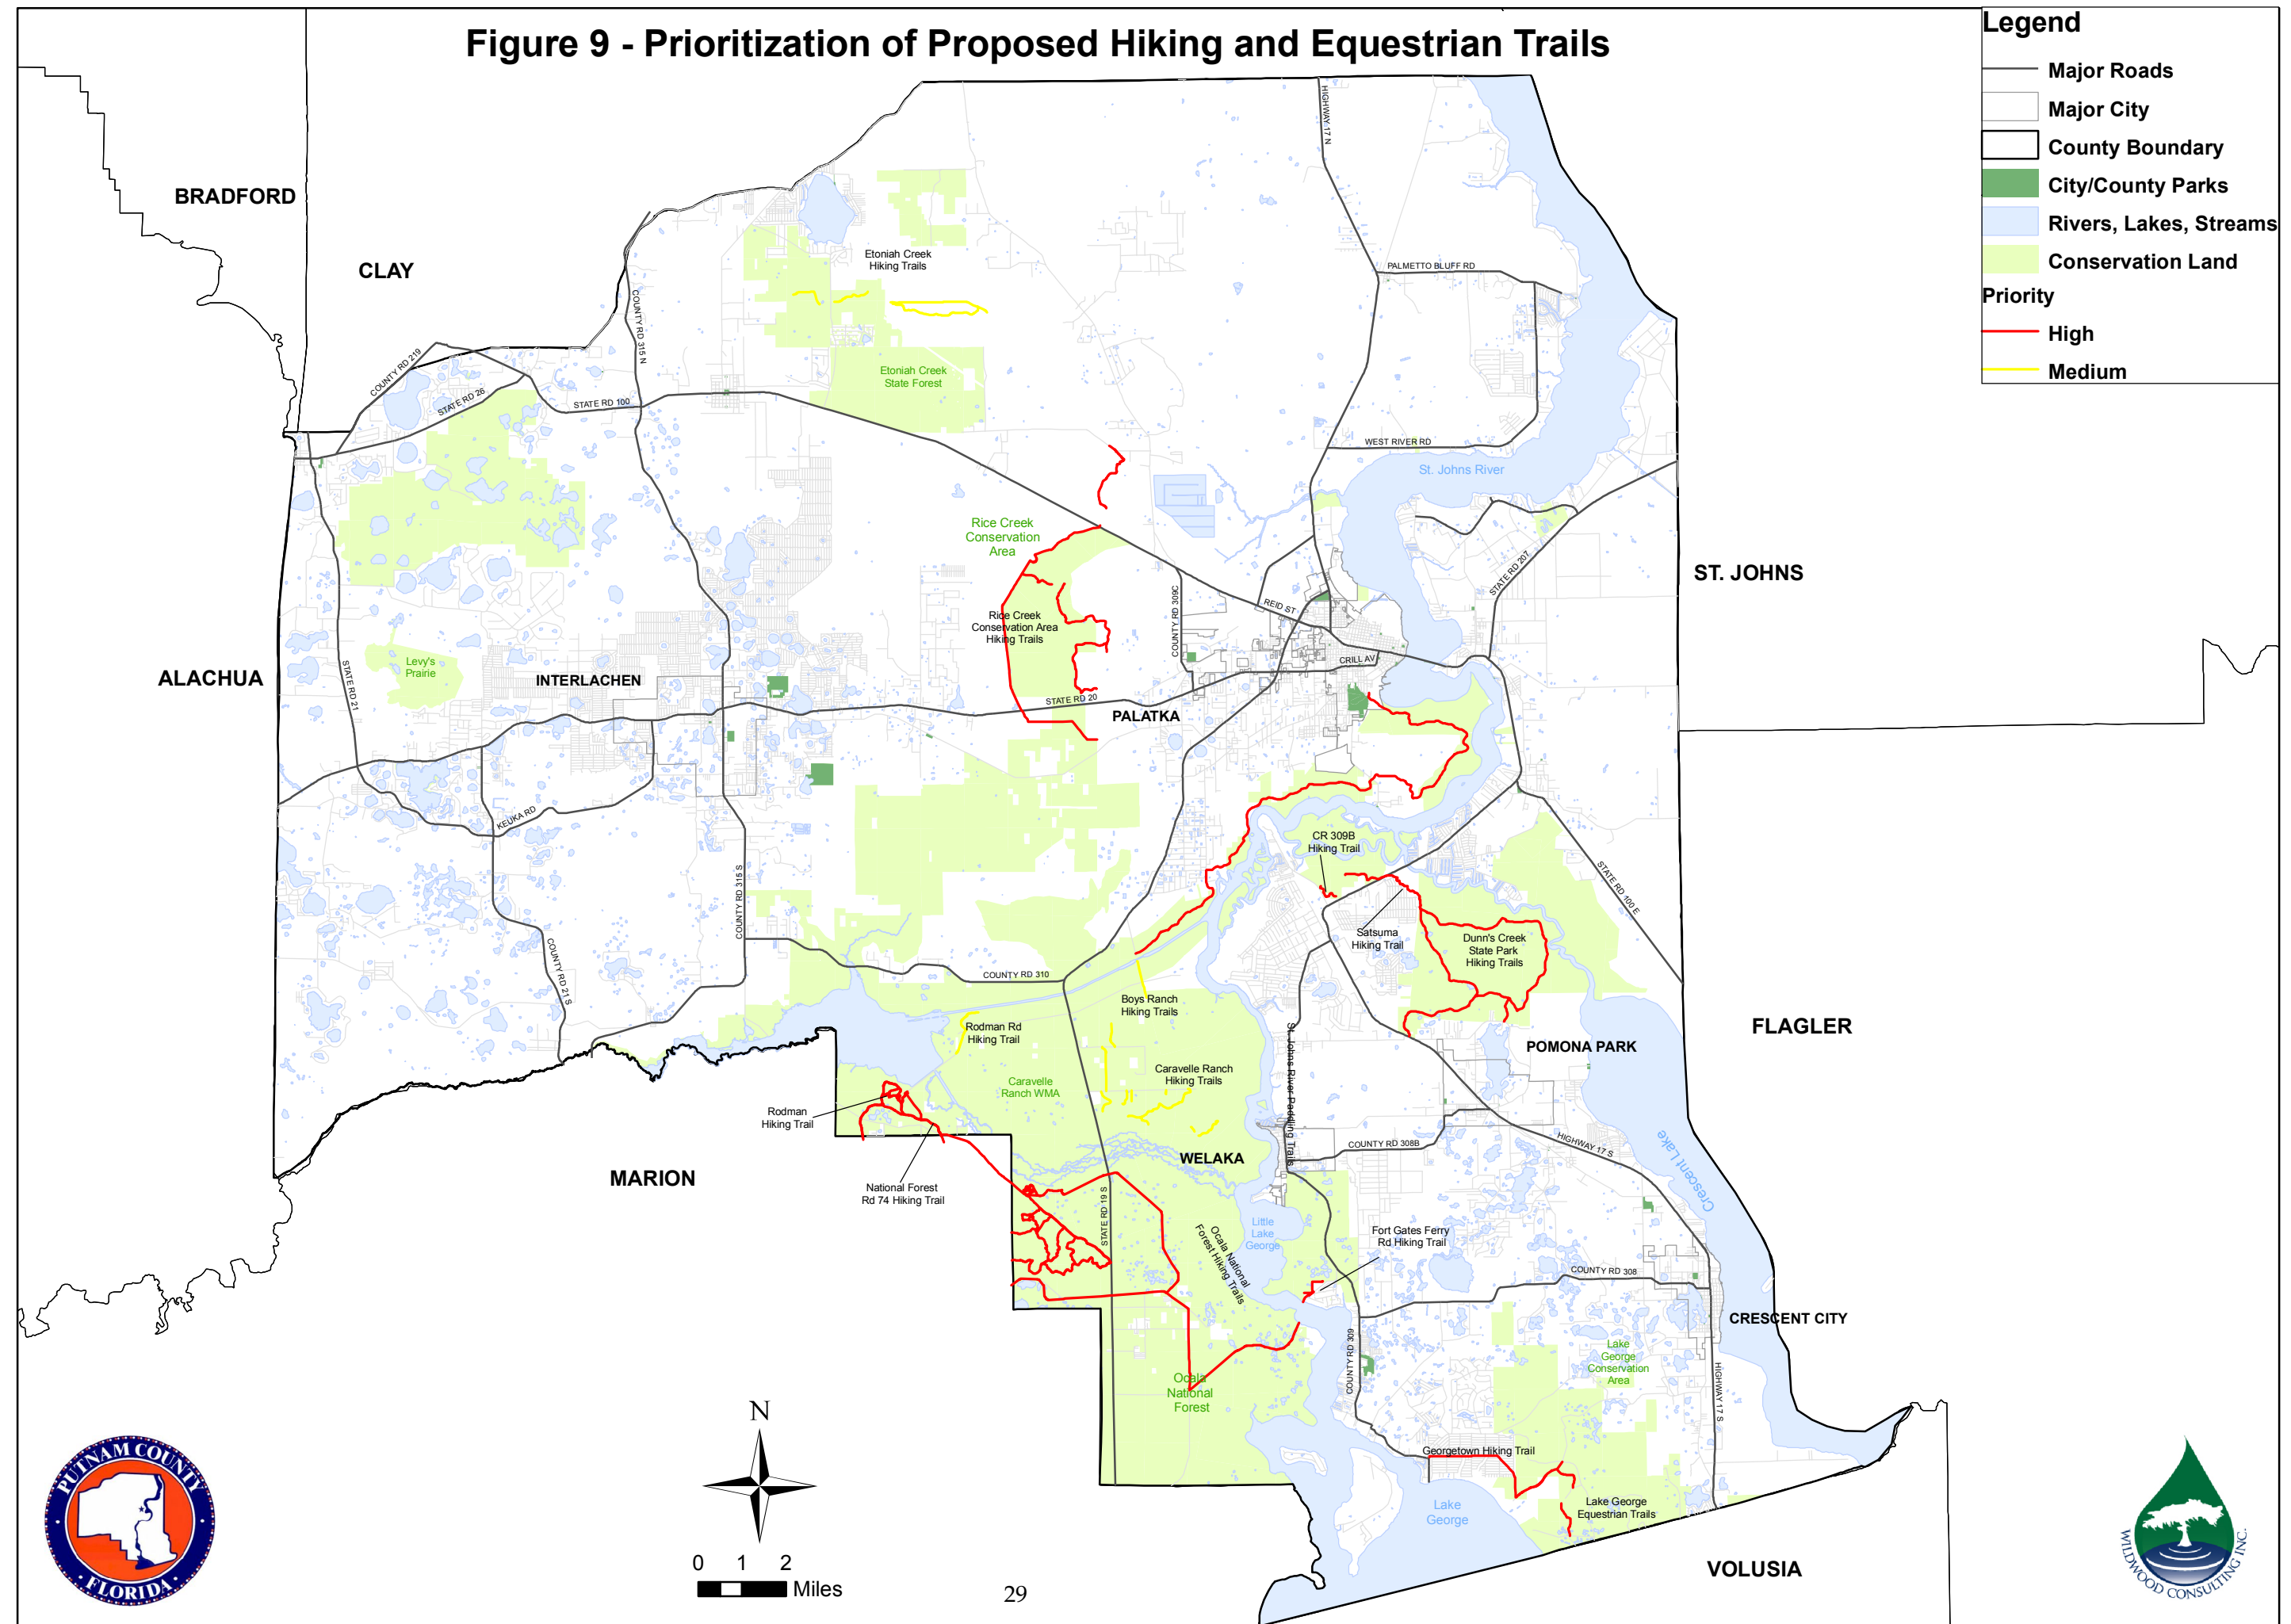 Figure 9 - Prioritization of Proposed Hiking and Equestrian Trails
Legend
Major Roads
Major City
County Boundary
City/County Parks
Rivers, Lakes, Streams
Conservation Land
Priority
High
Medium
BRADFORD
CLAY
ALACHUA
MARION
ST. JOHNS
FLAGLER
VOLUSIA
HIGHWAY 17 N
PALMETTO BLUFF RD
Etoniah Creek
Hiking Trails
COUNTY RD 315 N
COUNTY RD 219
STATE RD 26
STATE RD 100
Etoniah Creek
State Forest
WEST RIVER RD
St. Johns River
Rice Creek
Conservation
Area
STATE RD 207
COUNTY RD 309C
REID ST
Rice Creek
Conservation Area
Hiking Trails
CRILL AV
Levy's
Prairie
STATE RD 21
INTERLACHEN
STATE RD 20
PALATKA
KEUKA RD
CR 309B
Hiking Trail
COUNTY RD 315 S
STATE RD 100 E
Satsuma
Hiking Trail
Dunn's Creek
State Park
Hiking Trails
COUNTY RD 21 S
COUNTY RD 310
Boys Ranch
Hiking Trails
Rodman Rd
Hiking Trail
St. Johns River Paddling Trails
POMONA PARK
Caravelle Ranch
Hiking Trails
Caravelle
Ranch WMA
Rodman
Hiking Trail
COUNTY RD 308B
HIGHWAY 17 S
Crescent Lake
WELAKA
National Forest
Rd 74 Hiking Trail
STATE RD 19 S
Ocala National
Forest Hiking Trails
Little
Lake
George
Fort Gates Ferry
Rd Hiking Trail
COUNTY RD 308
CRESCENT CITY
COUNTY RD 309
Lake
George
Conservation
Area
HIGHWAY 17 S
Ocala
National
Forest
Georgetown Hiking Trail
Lake
George
Lake George
Equestrian Trails
PUTNAM COUNTY
FLORIDA
N
0 1 2
Miles
29
WILDWOOD CONSULTING INC.